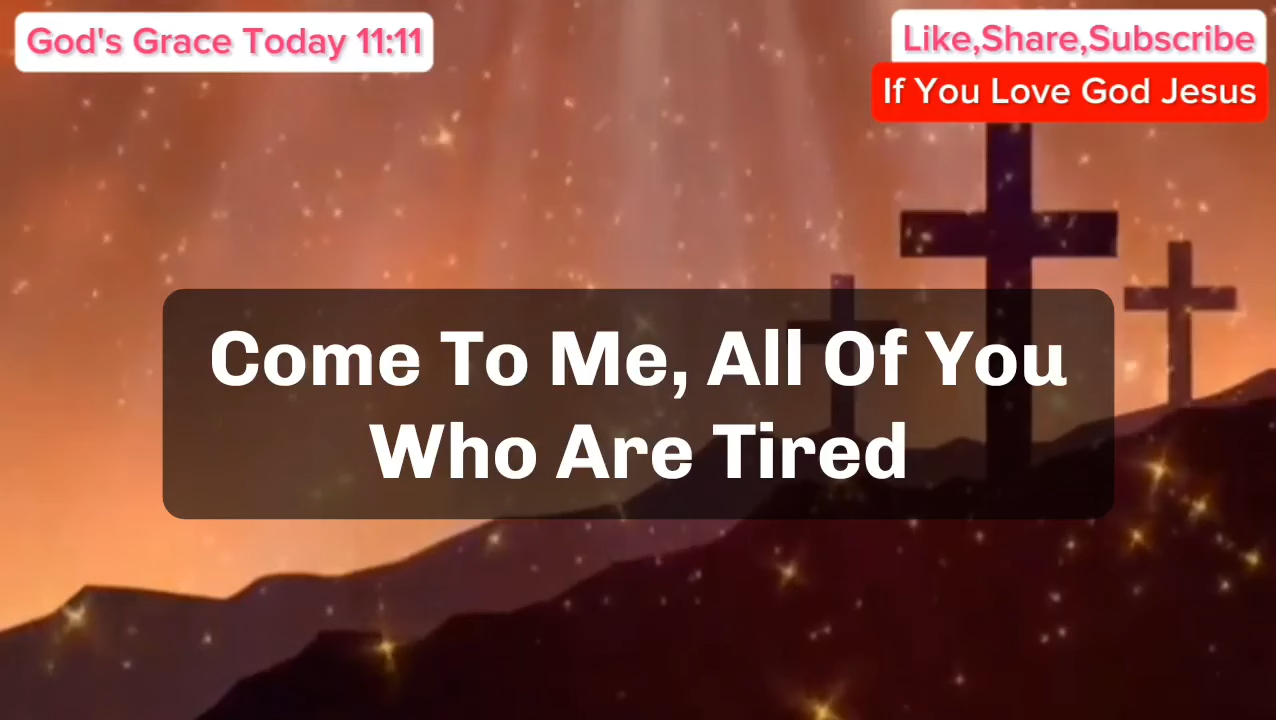 God's Grace Today 11:11
Like,Share,Subscribe
If You Love God Jesus
Come To Me, All Of You
Who Are Tired